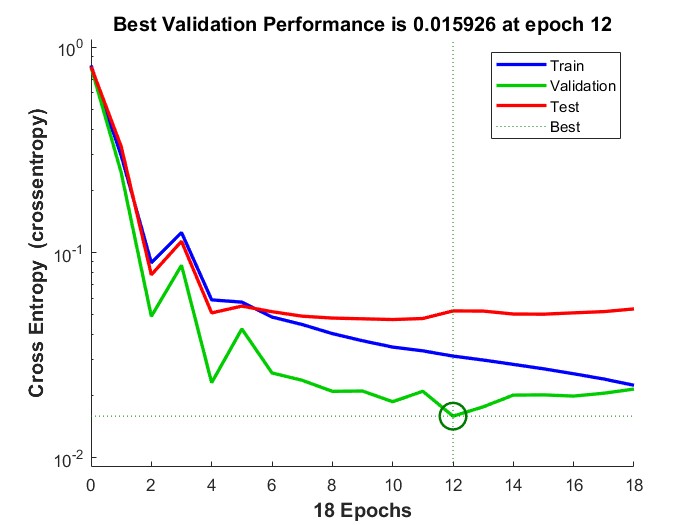 Best Validation Performance is 0.015926 at epoch 12
Train
Validation
Test
Best
Cross Entropy (crossentropy)
10^0
10^-1
10^-2
0 2 4 6 8 10 12 14 16 18
18 Epochs